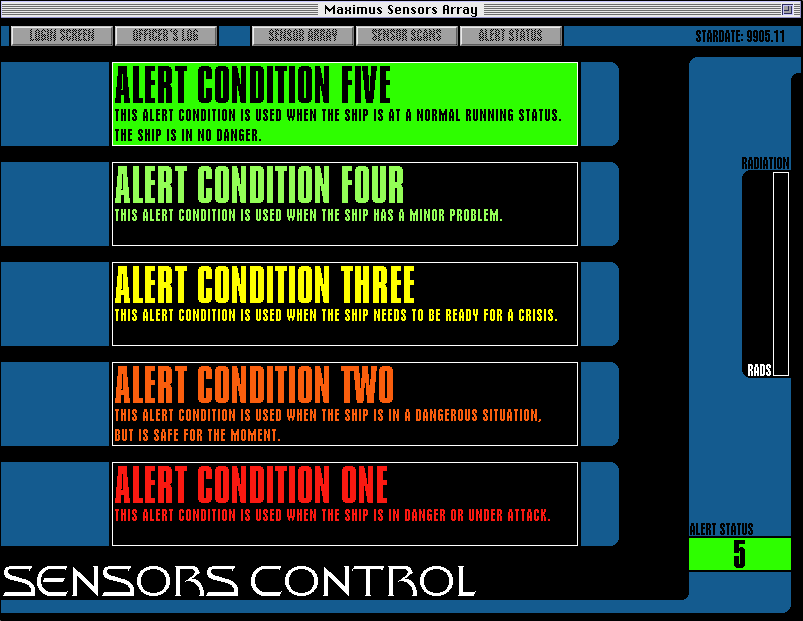 Maximus Sensors Array
LOGIN SCREEN
OFFICER'S LOG
SENSOR ARRAY
SENSOR SCANS
ALERT STATUS
STARDATE: 9905.11
ALERT CONDITION FIVE
THIS ALERT CONDITION IS USED WHEN THE SHIP IS AT A NORMAL RUNNING STATUS.
THE SHIP IS IN NO DANGER.
ALERT CONDITION FOUR
THIS ALERT CONDITION IS USED WHEN THE SHIP HAS A MINOR PROBLEM.
ALERT CONDITION THREE
THIS ALERT CONDITION IS USED WHEN THE SHIP NEEDS TO BE READY FOR A CRISIS.
ALERT CONDITION TWO
THIS ALERT CONDITION IS USED WHEN THE SHIP IS IN A DANGEROUS SITUATION,
BUT IS SAFE FOR THE MOMENT.
ALERT CONDITION ONE
THIS ALERT CONDITION IS USED WHEN THE SHIP IS IN DANGER OR UNDER ATTACK.
RADIATION
RADS
ALERT STATUS
5
SENSORS CONTROL